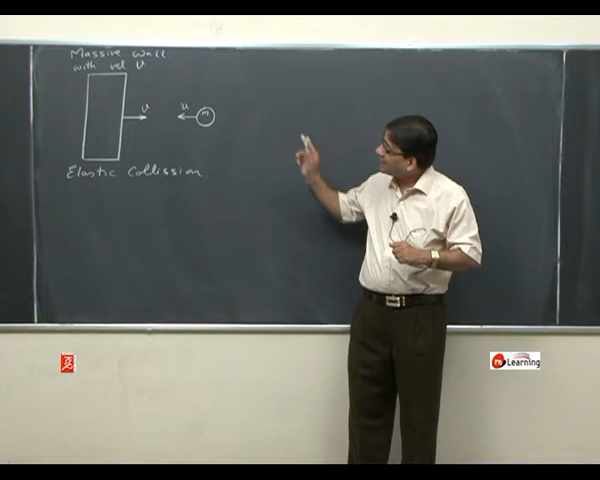 Massive Wall
with vel v
v
u
m
Elastic Collission
Learning